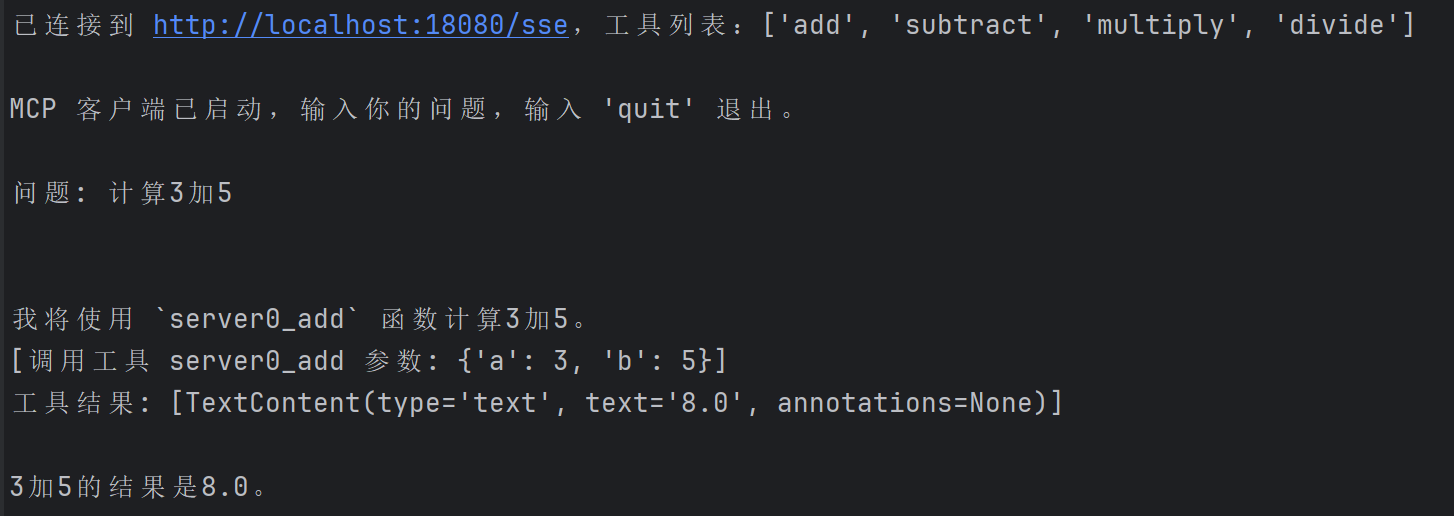 已连接到 http://localhost:18080/sse，工具列表：['add', 'subtract', 'multiply', 'divide']
MCP 客户端已启动，输入你的问题，输入 'quit' 退出。
问题: 计算3加5
我将使用 `server0_add` 函数计算3加5。
[调用工具 server0_add 参数: {'a': 3, 'b': 5}]
工具结果: [TextContent(type='text', text='8.0', annotations=None)]
3加5的结果是8.0。